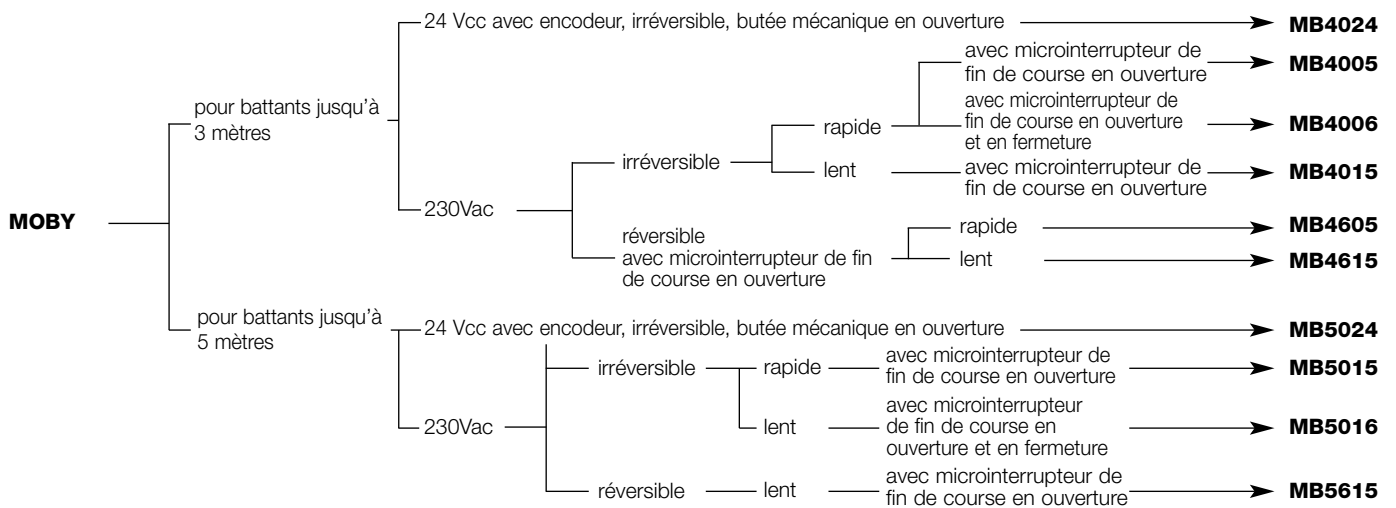 MOBY
pour battants jusqu'à
3 mètres
24 Vcc avec encodeur, irréversible, butée mécanique en ouverture
MB4024
230Vac
irréversible
rapide
avec microinterrupteur de
fin de course en ouverture
MB4005
avec microinterrupteur de
fin de course en ouverture
et en fermeture
MB4006
lent
avec microinterrupteur de
fin de course en ouverture
MB4015
réversible
avec microinterrupteur de fin
de course en ouverture
rapide
MB4605
lent
MB4615
pour battants jusqu'à
5 mètres
24 Vcc avec encodeur, irréversible, butée mécanique en ouverture
MB5024
230Vac
irréversible
rapide
avec microinterrupteur de
fin de course en ouverture
MB5015
lent
avec microinterrupteur
de fin de course en
ouverture et en fermeture
MB5016
réversible
lent
avec microinterrupteur de
fin de course en ouverture
MB5615